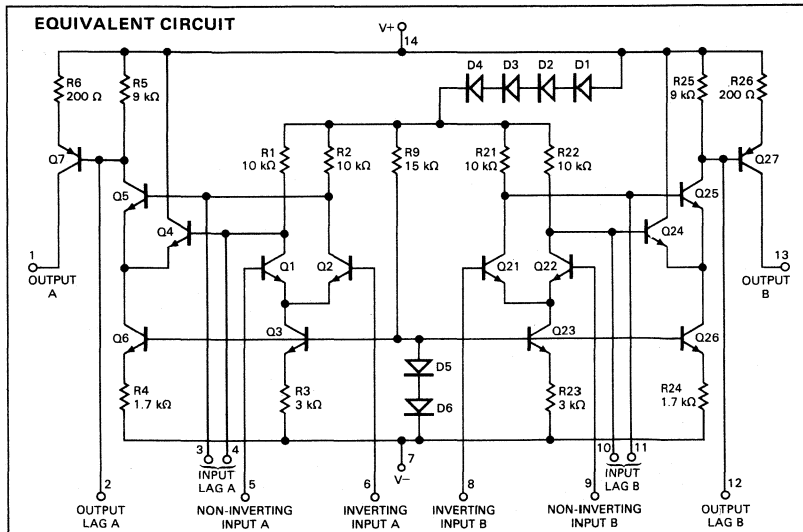 EQUIVALENT CIRCUIT
V+
14
D4 D3 D2 D1
R6
200 Ω
R5
9 kΩ
R25
9 kΩ
R26
200 Ω
R1
10 kΩ
R2
10 kΩ
R9
15 kΩ
R21
10 kΩ
R22
10 kΩ
Q7
Q27
Q5
Q25
Q4
Q24
1
OUTPUT
A
Q1
Q2
Q21
Q22
13
OUTPUT
B
Q6
Q3
Q23
Q26
D5
D6
R4
1.7 kΩ
R3
3 kΩ
R23
3 kΩ
R24
1.7 kΩ
3 4
INPUT
LAG A
7
V−
10 11
INPUT
LAG B
2
OUTPUT
LAG A
5
NON-INVERTING
INPUT A
6
INVERTING
INPUT A
8
INVERTING
INPUT B
9
NON-INVERTING
INPUT B
12
OUTPUT
LAG B